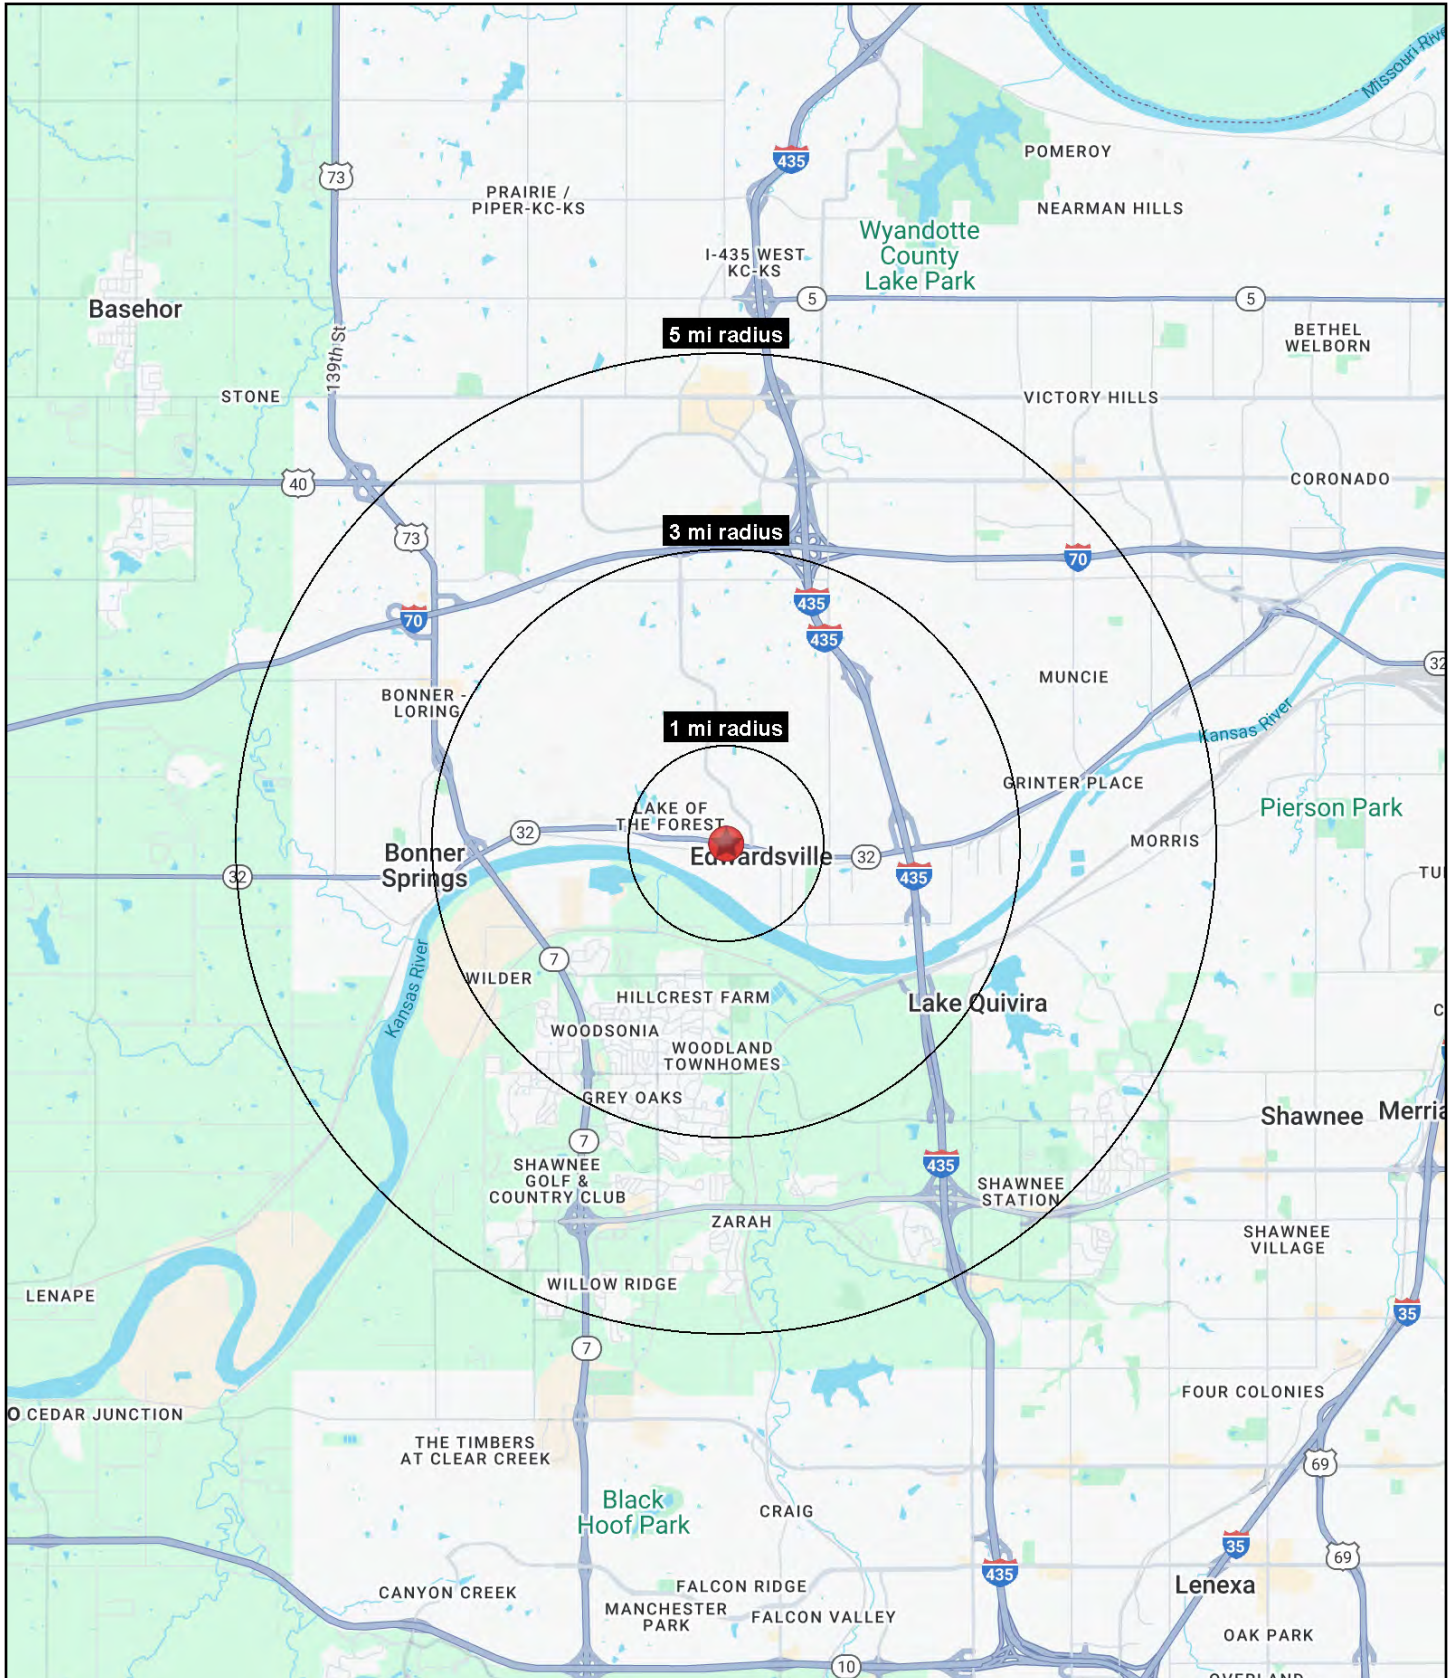 Missouri Rive
435
POMEROY
73
PRAIRIE /
PIPER-KC-KS
NEARMAN HILLS
Wyandotte
County
Lake Park
I-435 WEST
KC-KS
5
5
Basehor
5 mi radius
BETHEL
WELBORN
139th St
STONE
VICTORY HILLS
40
CORONADO
73
3 mi radius
70
435
70
435
32
MUNCIE
BONNER -
LORING
Kansas River
1 mi radius
GRINTER PLACE
LAKE OF
THE FOREST
Pierson Park
32
MORRIS
Edwardsville
32
Bonner
Springs
32
435
TU
Kansas River
7
WILDER
HILLCREST FARM
Lake Quivira
C
WOODSONIA
WOODLAND
TOWNHOMES
GREY OAKS
Shawnee
Merria
7
435
SHAWNEE
GOLF &
COUNTRY CLUB
SHAWNEE
STATION
ZARAH
SHAWNEE
VILLAGE
WILLOW RIDGE
LENAPE
35
7
FOUR COLONIES
O CEDAR JUNCTION
THE TIMBERS
AT CLEAR CREEK
69
Black
Hoof Park
CRAIG
35
69
435
CANYON CREEK
FALCON RIDGE
Lenexa
MANCHESTER
PARK
FALCON VALLEY
OAK PARK
10
OVERLAND